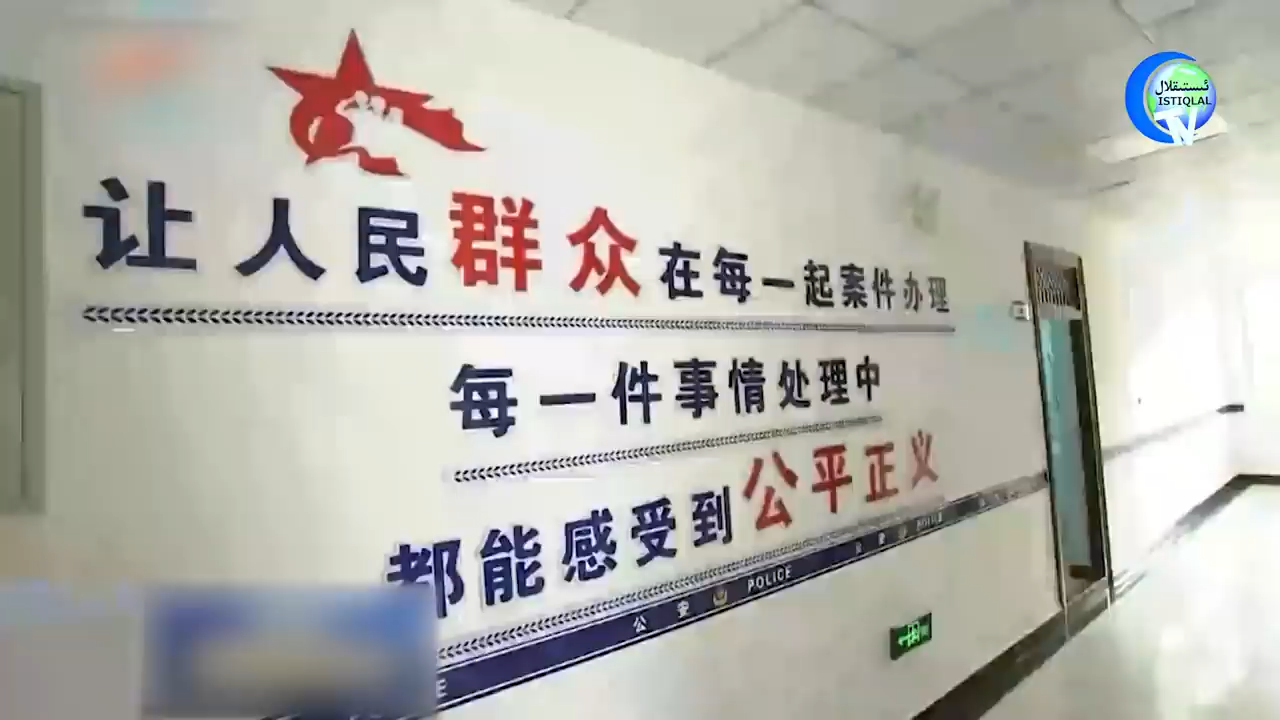 ئىستىقلال
ISTIQLAL
TV
让人民群众在每一起案件办理
每一件事情处理中
都能感受到公平正义
公安 POLICE